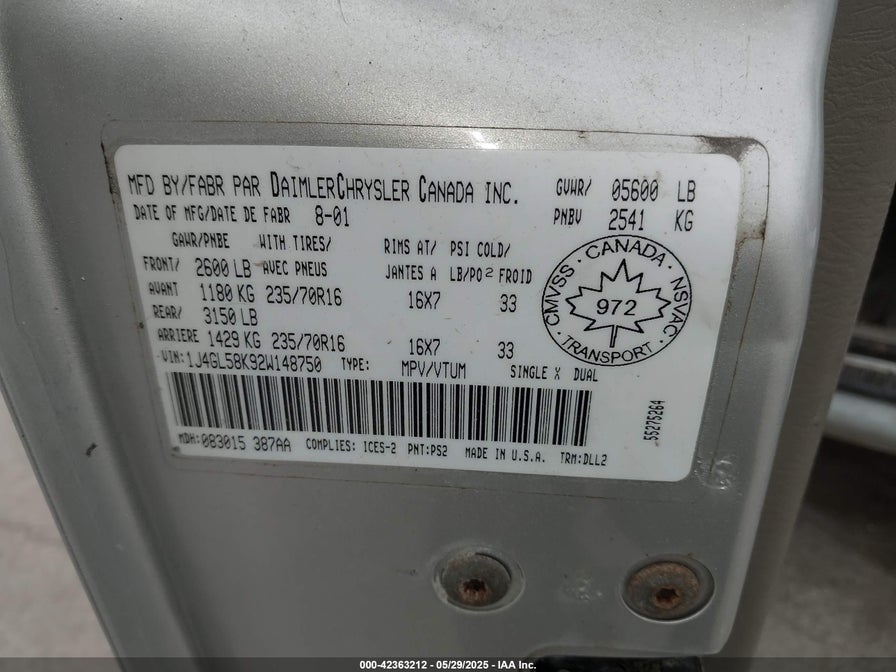 MFD BY/FABR PAR DAIMLERCHRYSLER CANADA INC. GVWR/ 05600 LB
DATE OF MFG/DATE DE FABR 8-01 PNBV 2541 KG
GAWR/PNBE WITH TIRES/ RIMS AT/ PSI COLD/
FRONT/ 2600 LB AVEC PNEUS JANTES A LB/PO2 FROID
AVANT 1180 KG 235/70R16 16X7 33
REAR/ 3150 LB
ARRIERE 1429 KG 235/70R16 16X7 33
VIN:1J4GL58K92W148750 TYPE: MPV/VTUM SINGLE X DUAL
CMVSS · CANADA · NSVAC
972
· TRANSPORT ·
55275264
MDH:083015 387AA COMPLIES: ICES-2 PNT:PS2 MADE IN U.S.A. TRM:DLL2
000-42363212 - 05/29/2025 - IAA Inc.